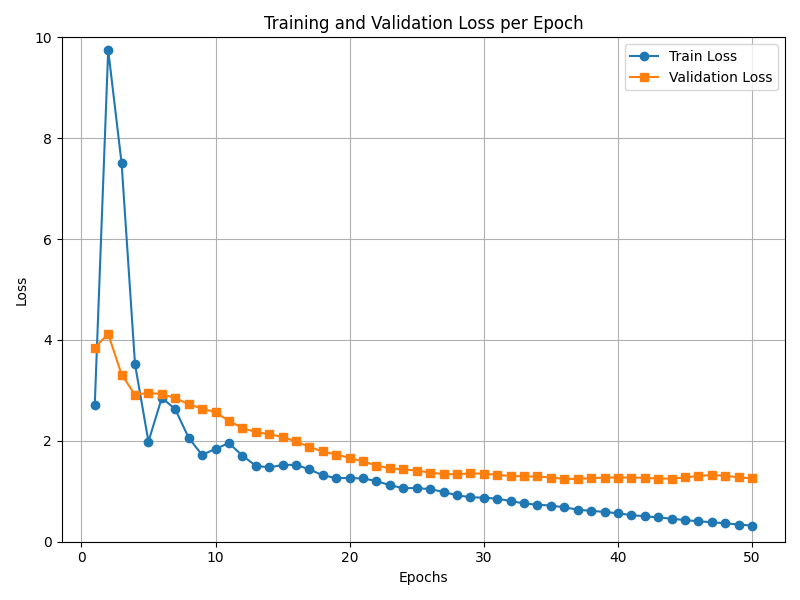 Training and Validation Loss per Epoch
Train Loss
Validation Loss
10
8
6
4
2
0
Loss
0 10 20 30 40 50
Epochs